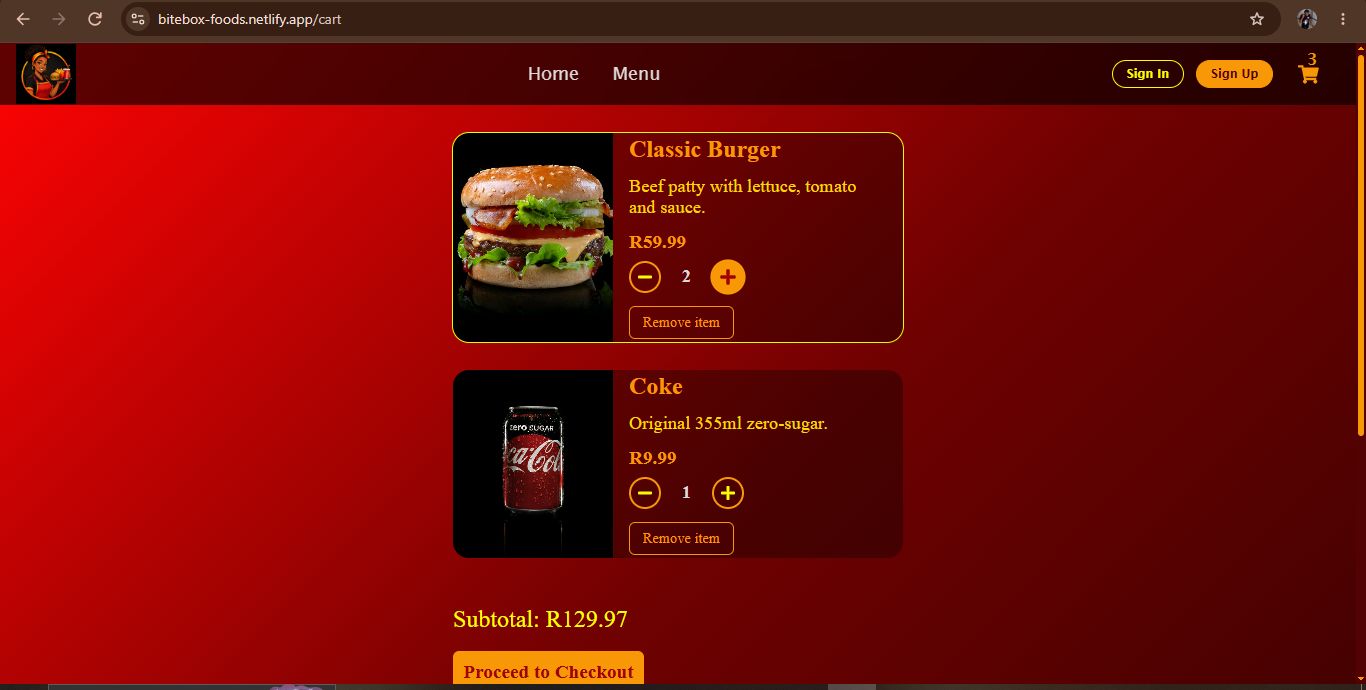 bitebox-foods.netlify.app/cart
3
Home Menu Sign In Sign Up
Classic Burger
Beef patty with lettuce, tomato
and sauce.
R59.99
2
Remove item
Coke
zero SUGAR
Original 355ml zero-sugar.
R9.99
1
Remove item
Subtotal: R129.97
Proceed to Checkout